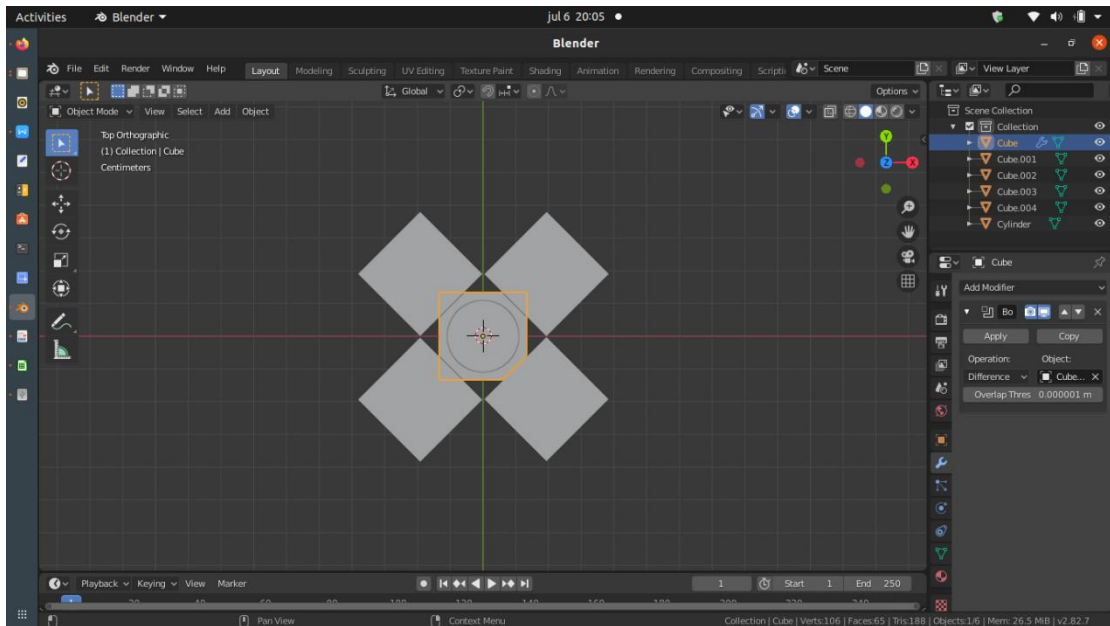 Activities Blender jul 6 20:05
Blender
File Edit Render Window Help Layout Modeling Sculpting UV Editing Texture Paint Shading Animation Rendering Compositing Scripti Scene View Layer
Global Options
Object Mode View Select Add Object
Scene Collection
Top Orthographic
(1) Collection | Cube
Centimeters
Collection
Cube
Cube.001
Cube.002
Cube.003
Cube.004
Cylinder
Y
Z X
Cube
Add Modifier
Bo
Apply Copy
Operation: Object:
Difference Cube...
Overlap Thres 0.000001 m
Playback Keying View Marker 1 Start 1 End 250
1
Pan View Context Menu Collection | Cube | Verts:106 | Faces:65 | Tris:188 | Objects:1/6 | Mem: 26.5 MiB | v2.82.7